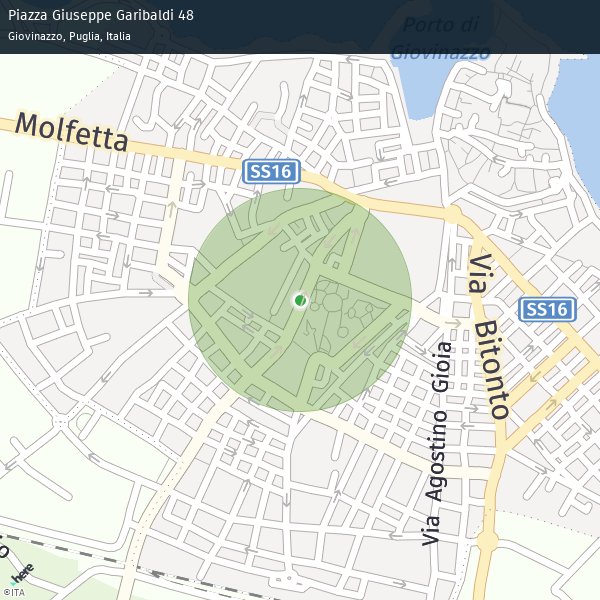 Piazza Giuseppe Garibaldi 48
Giovinazzo, Puglia, Italia
Porto di
Giovinazzo
Molfetta
SS16
Via Bitonto
SS16
Via Agostino Gioia
here
©ITA